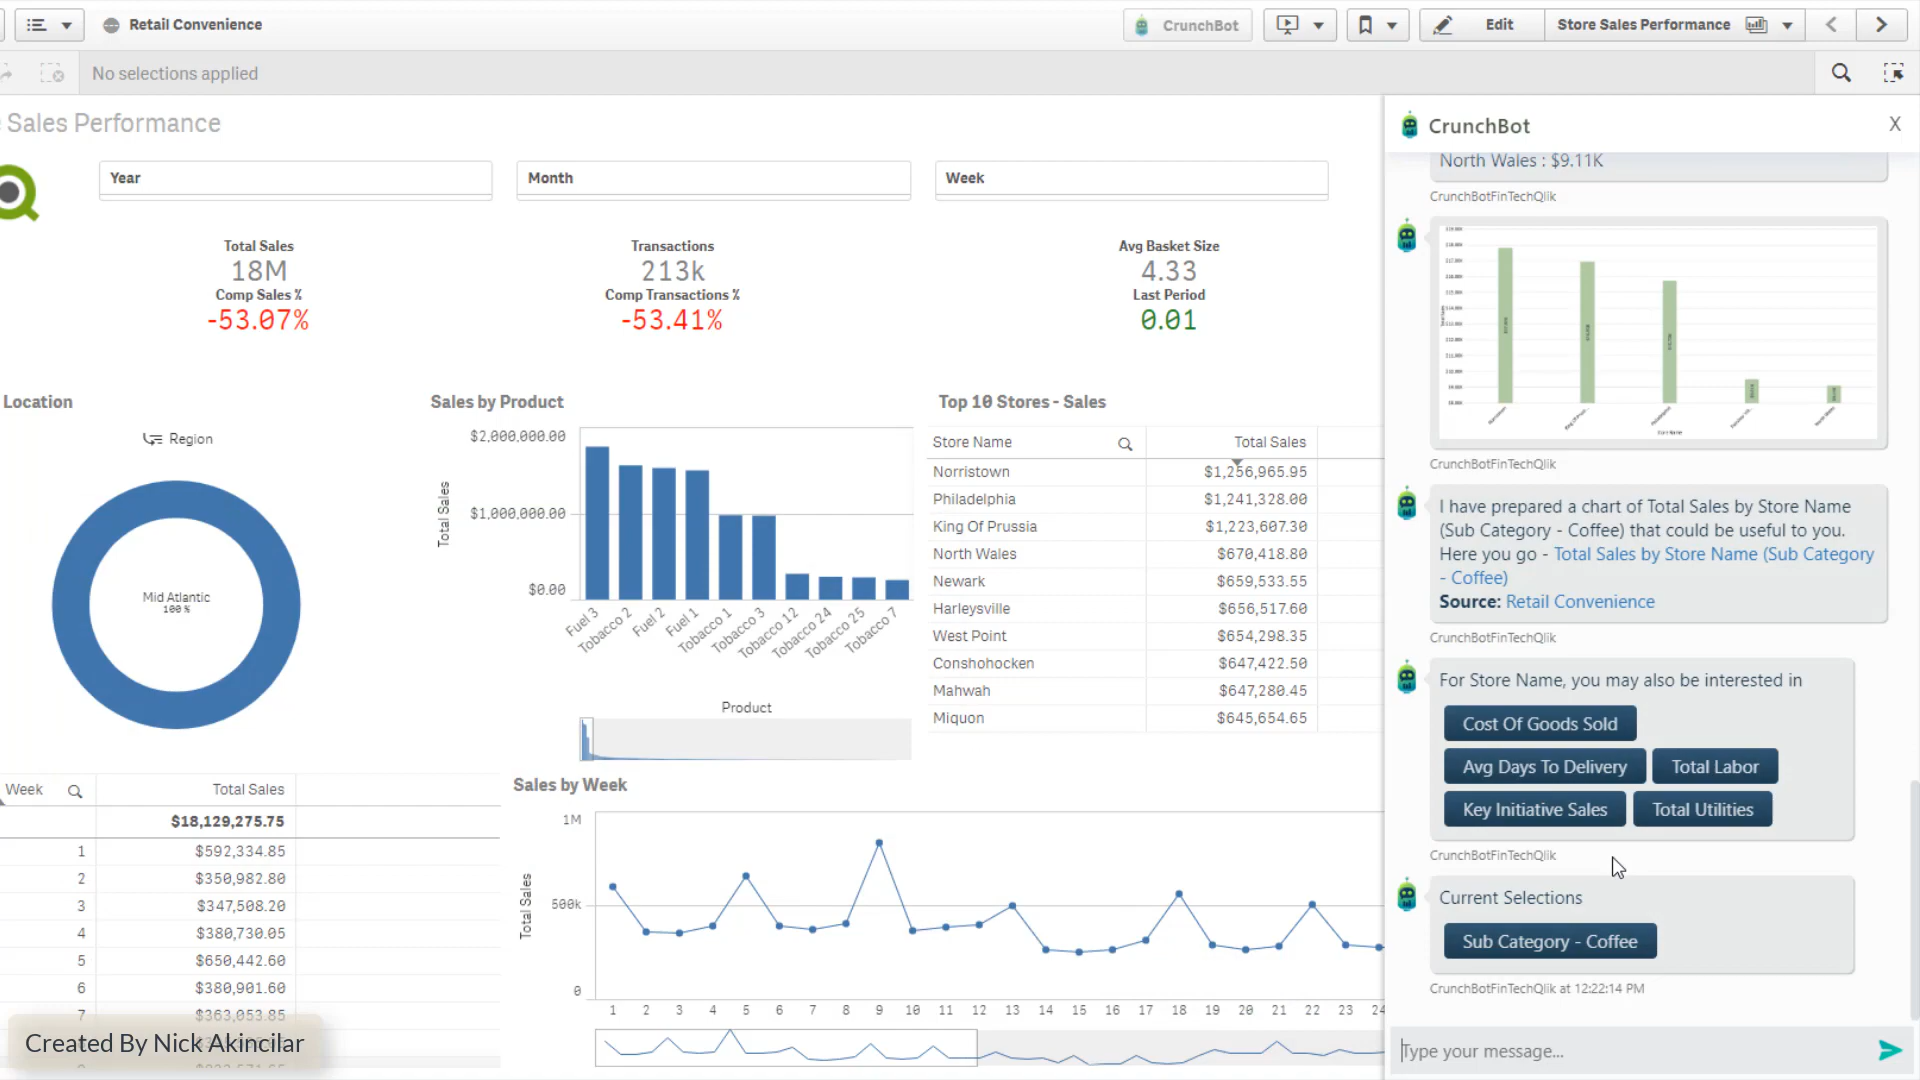 Retail Convenience
CrunchBot
Edit
Store Sales Performance
No selections applied
Sales Performance
CrunchBot
X
Year
Month
Week
North Wales : $9.11K
CrunchBotFinTechQlik
Total Sales
18M
Comp Sales %
-53.07%
Transactions
213k
Comp Transactions %
-53.41%
Avg Basket Size
4.33
Last Period
0.01
Location
Region
Mid Atlantic
100 %
Sales by Product
Total Sales
$2,000,000.00
$1,000,000.00
$0.00
Fuel 3
Tobacco 2
Fuel 2
Fuel 1
Tobacco 1
Tobacco 3
Tobacco 12
Tobacco 24
Tobacco 25
Tobacco 7
Product
Top 10 Stores - Sales
Store Name Total Sales
Norristown $1,256,965.95
Philadelphia $1,241,328.00
King Of Prussia $1,223,607.30
North Wales $670,418.80
Newark $659,533.55
Harleysville $656,517.60
West Point $654,298.35
Conshohocken $647,422.50
Mahwah $647,280.45
Miquon $645,654.65
Week Total Sales
$18,129,275.75
1 $592,334.85
2 $350,982.80
3 $347,508.20
4 $380,730.05
5 $650,442.60
6 $380,901.60
7 $363,053.85
Sales by Week
Total Sales
1M
500k
0
1 2 3 4 5 6 7 8 9 10 11 12 13 14 15 16 17 18 19 20 21 22 23 24
Created By Nick Akincilar
CrunchBotFinTechQlik
I have prepared a chart of Total Sales by Store Name
(Sub Category - Coffee) that could be useful to you.
Here you go - Total Sales by Store Name (Sub Category
- Coffee)
Source: Retail Convenience
CrunchBotFinTechQlik
For Store Name, you may also be interested in
Cost Of Goods Sold
Avg Days To Delivery
Total Labor
Key Initiative Sales
Total Utilities
CrunchBotFinTechQlik
Current Selections
Sub Category - Coffee
CrunchBotFinTechQlik at 12:22:14 PM
Type your message...